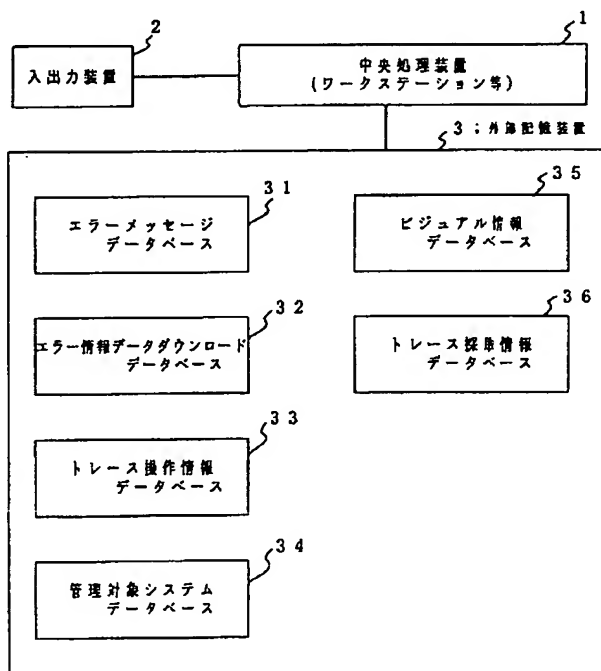 2
1
入出力装置
中央処理装置
(ワークステーション等)
3;外部記憶装置
31
エラーメッセージ
データベース
35
ビジュアル情報
データベース
32
エラー情報データダウンロード
データベース
36
トレース採取情報
データベース
33
トレース操作情報
データベース
34
管理対象システム
データベース